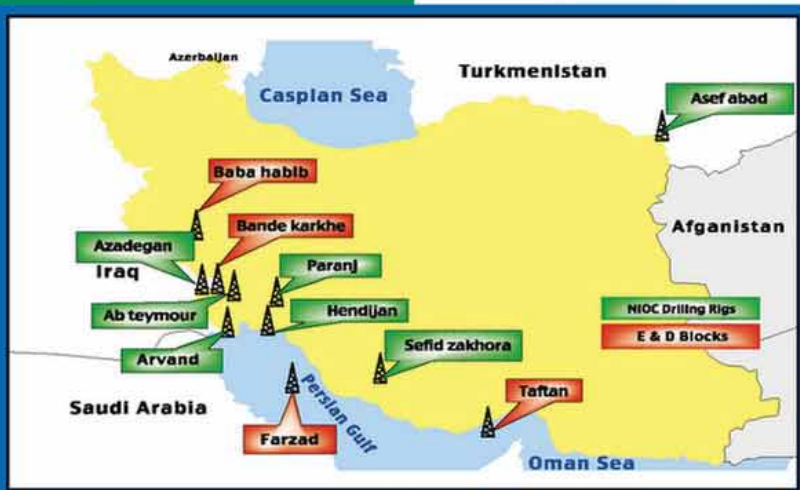 Azerbaijan
Turkmenistan
Caspian Sea
Asef abad
Baba habib
Bande karkhe
Afganistan
Azadegan
Iraq
Paranj
Ab teymour
Hendijan
NIOC Drilling Rigs
E & D Blocks
Arvand
Sefid zakhora
Persian Gulf
Taftan
Saudi Arabia
Farzad
Oman Sea